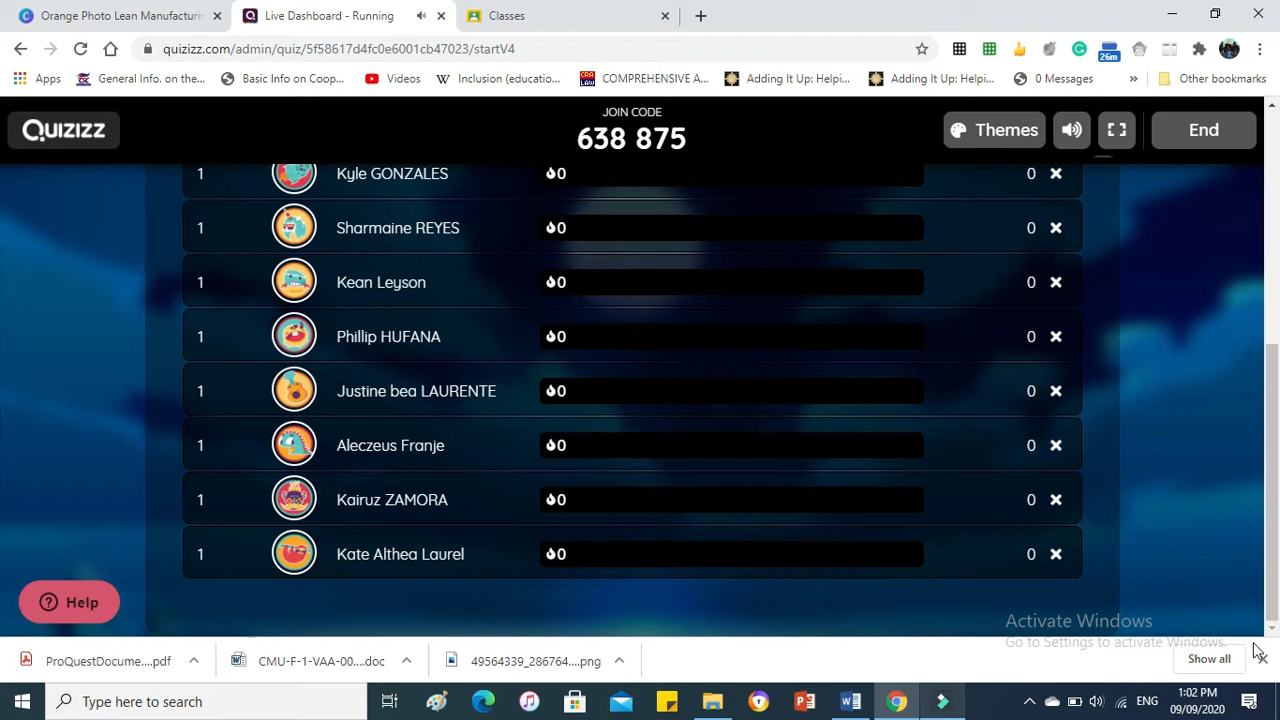 Orange Photo Lean Manufacturin
Live Dashboard - Running
Classes
quizizz.com/admin/quiz/5f58617d4fc0e6001cb47023/startV4
26m
Apps
General Info. on the...
Basic Info on Coop...
Videos
Inclusion (educatio...
COMPREHENSIVE A...
Adding It Up: Helpi...
Adding It Up: Helpi...
0 Messages
Other bookmarks
QUIZIZZ
JOIN CODE
638 875
Themes
End
1 Kyle GONZALES 0 0
1 Sharmaine REYES 0 0
1 Kean Leyson 0 0
1 Phillip HUFANA 0 0
1 Justine bea LAURENTE 0 0
1 Aleczeus Franje 0 0
1 Kairuz ZAMORA 0 0
1 Kate Althea Laurel 0 0
Help
Activate Windows
Go to Settings to activate Windows.
ProQuestDocume....pdf
CMU-F-1-VAA-00....doc
49564339_286764....png
Show all
Type here to search
ENG
1:02 PM
09/09/2020